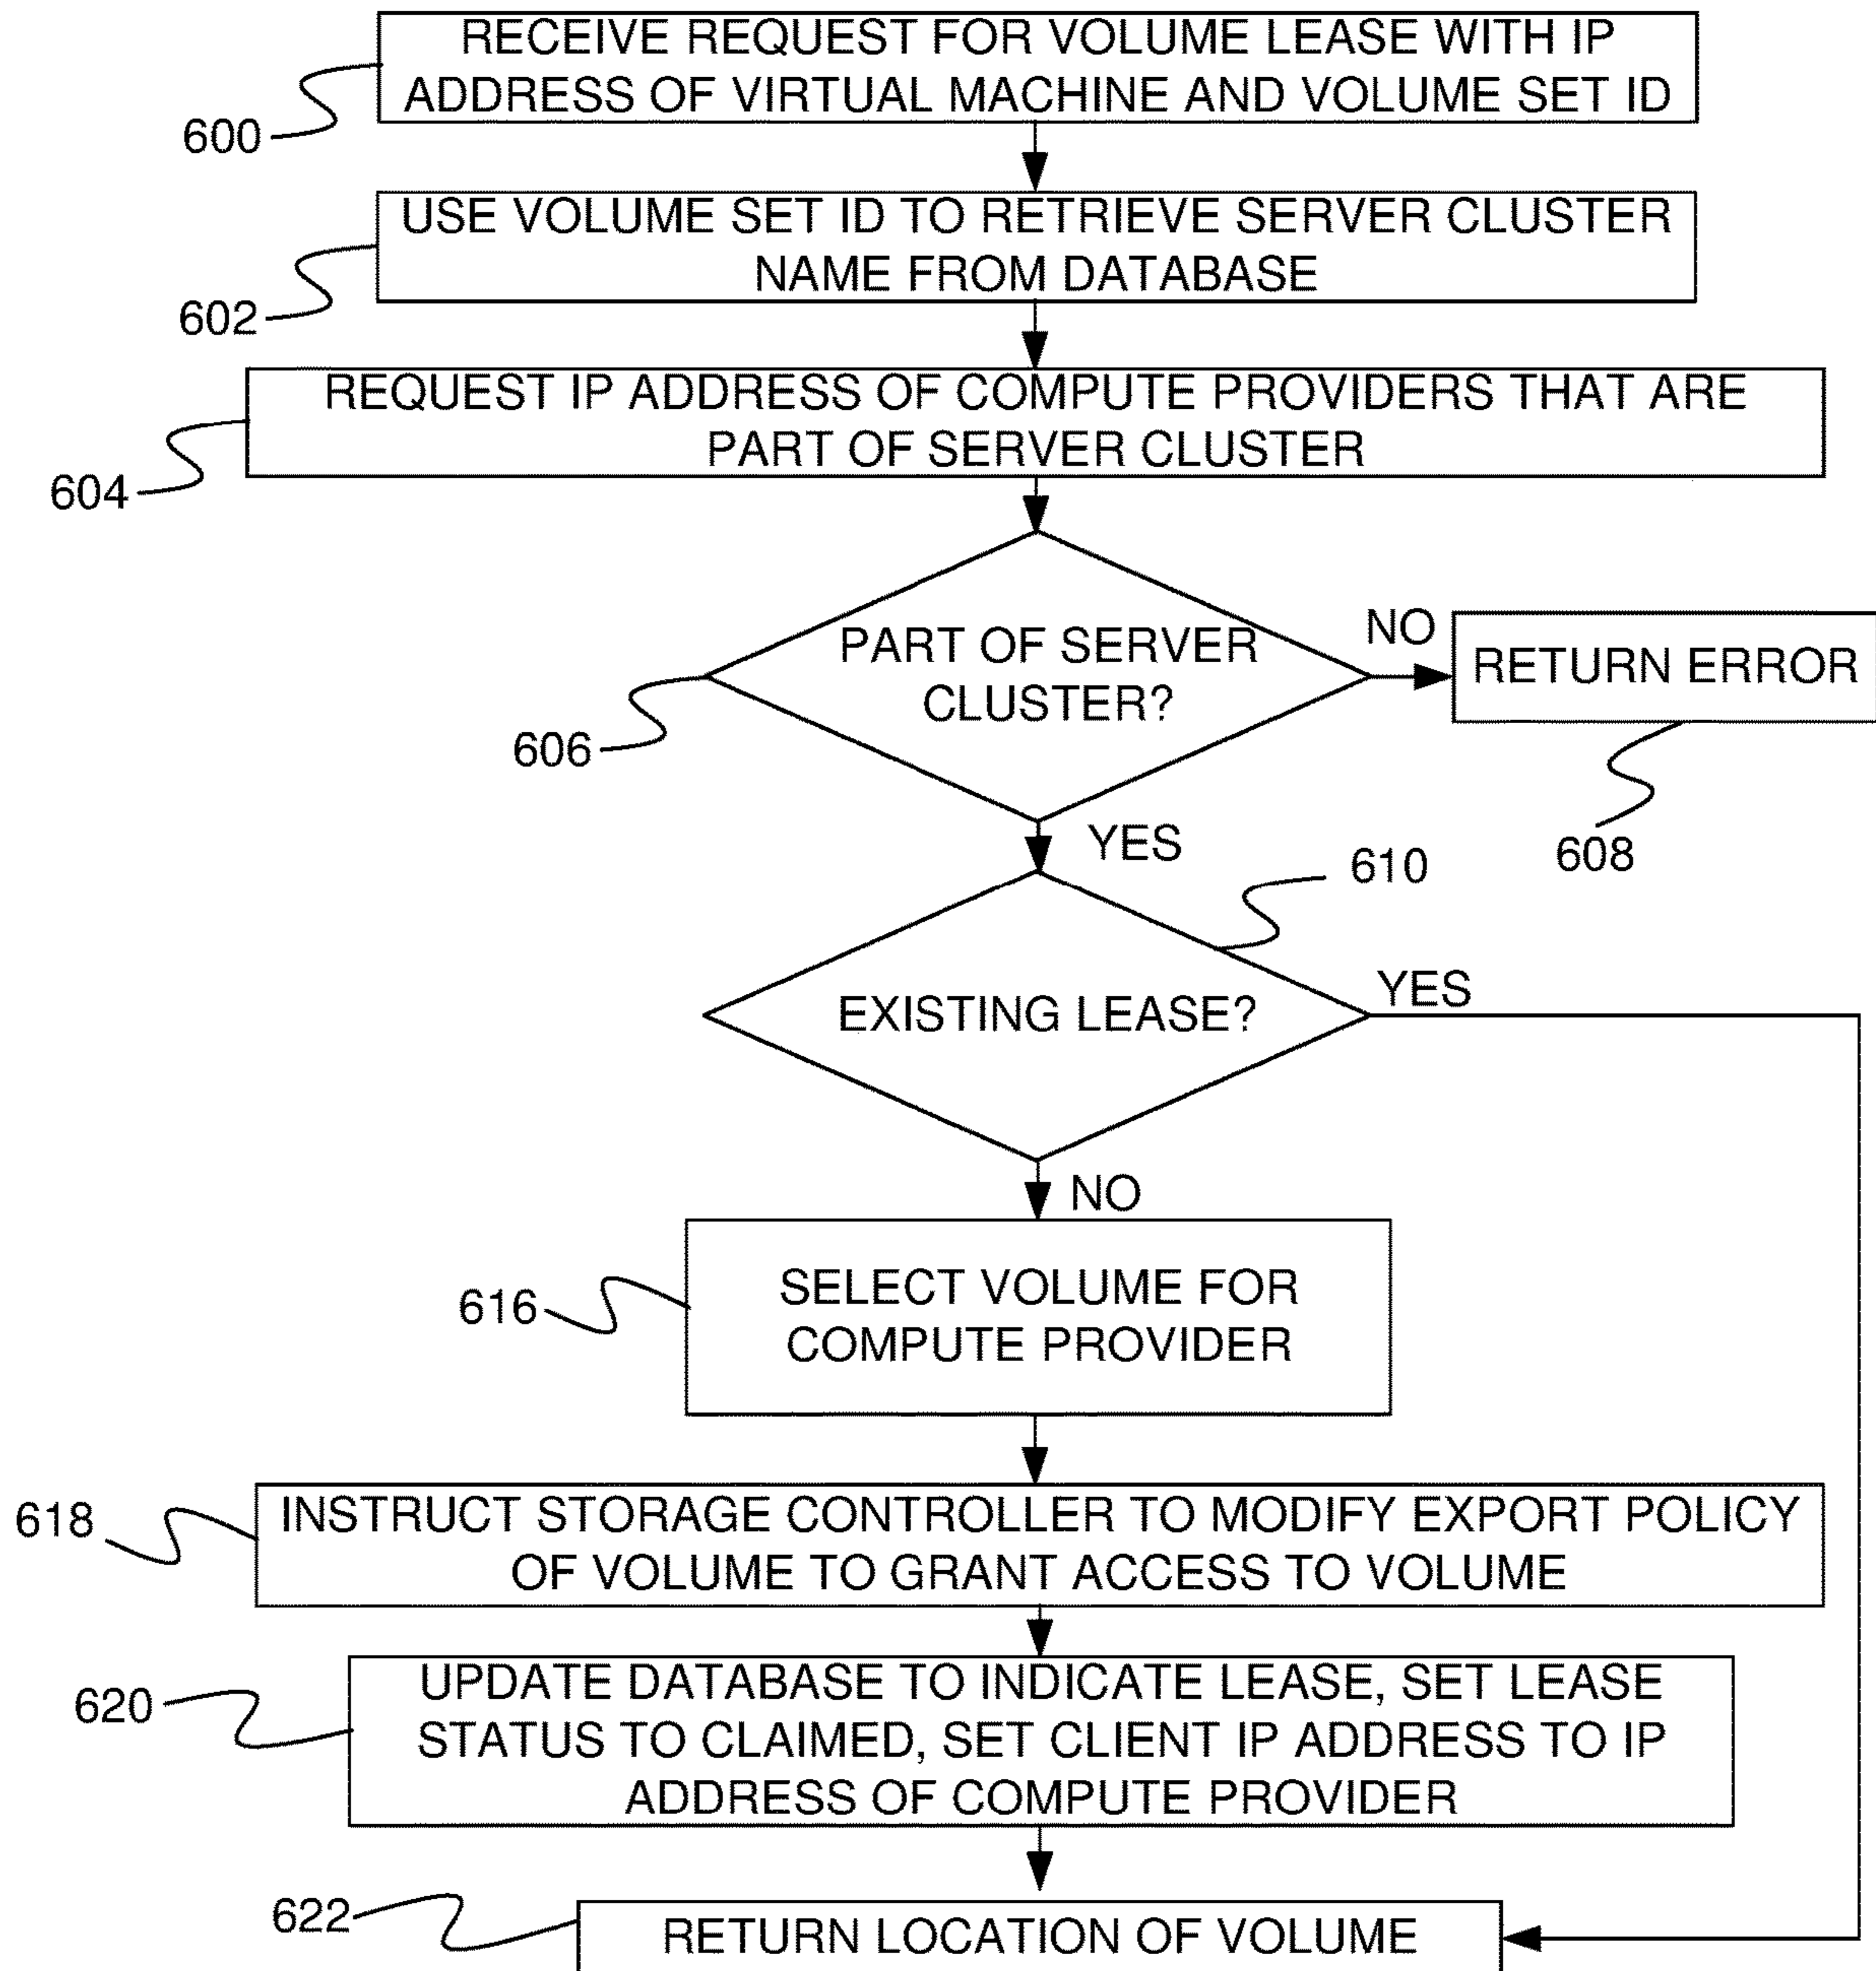 RECEIVE REQUEST FOR VOLUME LEASE WITH IP
ADDRESS OF VIRTUAL MACHINE AND VOLUME SET ID
600
USE VOLUME SET ID TO RETRIEVE SERVER CLUSTER
NAME FROM DATABASE
602
REQUEST IP ADDRESS OF COMPUTE PROVIDERS THAT ARE
PART OF SERVER CLUSTER
604
PART OF SERVER
CLUSTER?
606
NO
RETURN ERROR
608
YES
610
EXISTING LEASE?
YES
NO
SELECT VOLUME FOR
COMPUTE PROVIDER
616
INSTRUCT STORAGE CONTROLLER TO MODIFY EXPORT POLICY
OF VOLUME TO GRANT ACCESS TO VOLUME
618
UPDATE DATABASE TO INDICATE LEASE, SET LEASE
STATUS TO CLAIMED, SET CLIENT IP ADDRESS TO IP
ADDRESS OF COMPUTE PROVIDER
620
622
RETURN LOCATION OF VOLUME